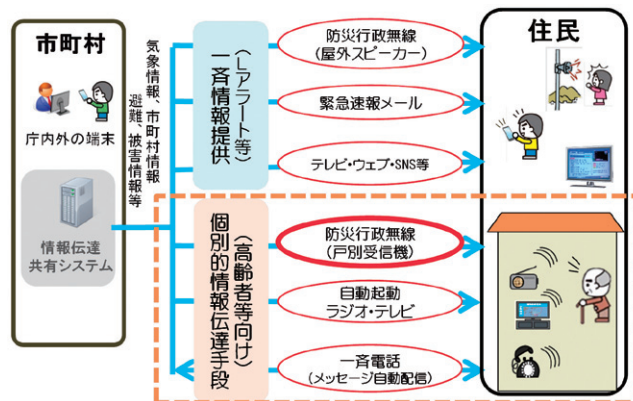 市町村
庁内外の端末
情報伝達
共有システム
気象情報、市町村情報
避難、被害情報等
(Lアラート等)
一斉情報提供
(高齢者等向け)
個別的情報伝達手段
防災行政無線
(屋外スピーカー)
緊急速報メール
テレビ・ウェブ・SNS等
防災行政無線
(戸別受信機)
自動起動
ラジオ・テレビ
一斉電話
(メッセージ自動配信)
住民